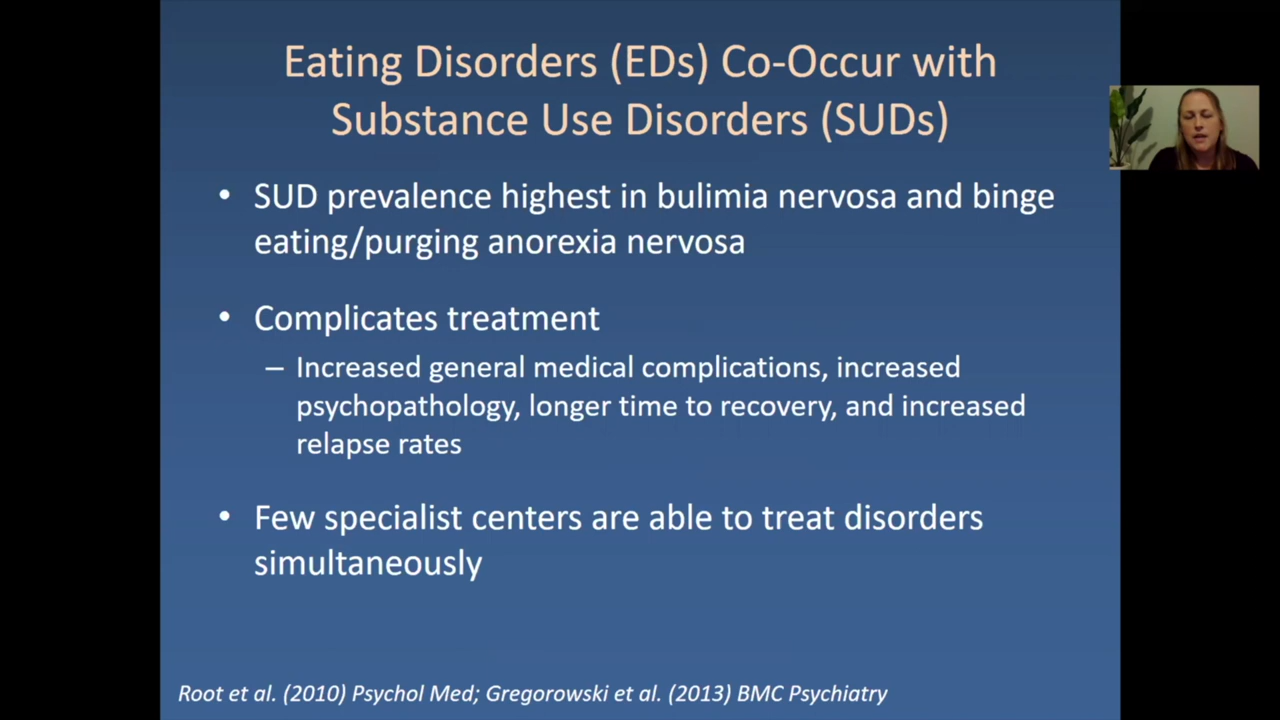 Eating Disorders (EDs) Co-Occur with
Substance Use Disorders (SUDs)
• SUD prevalence highest in bulimia nervosa and binge
eating/purging anorexia nervosa
• Complicates treatment
– Increased general medical complications, increased
psychopathology, longer time to recovery, and increased
relapse rates
• Few specialist centers are able to treat disorders
simultaneously
Root et al. (2010) Psychol Med; Gregorowski et al. (2013) BMC Psychiatry